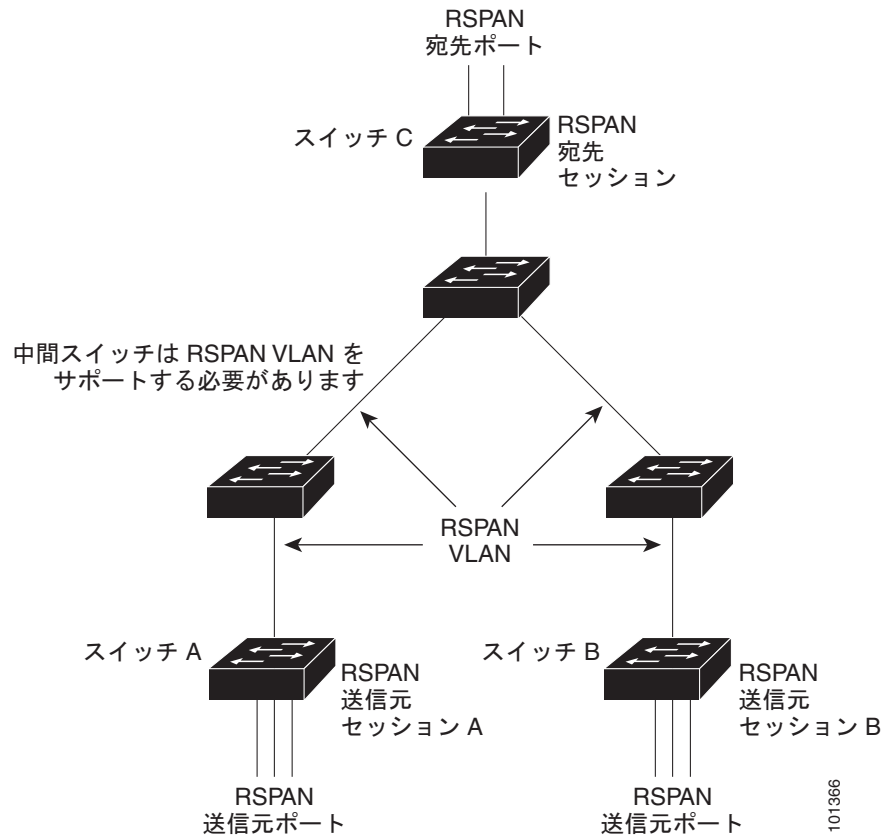 RSPAN
宛先ポート
スイッチ C
RSPAN
宛先
セッション
中間スイッチは RSPAN VLAN を
サポートする必要があります
RSPAN
VLAN
スイッチ A
RSPAN
送信元
セッション A
スイッチ B
RSPAN
送信元
セッション B
RSPAN
送信元ポート
RSPAN
送信元ポート
101366